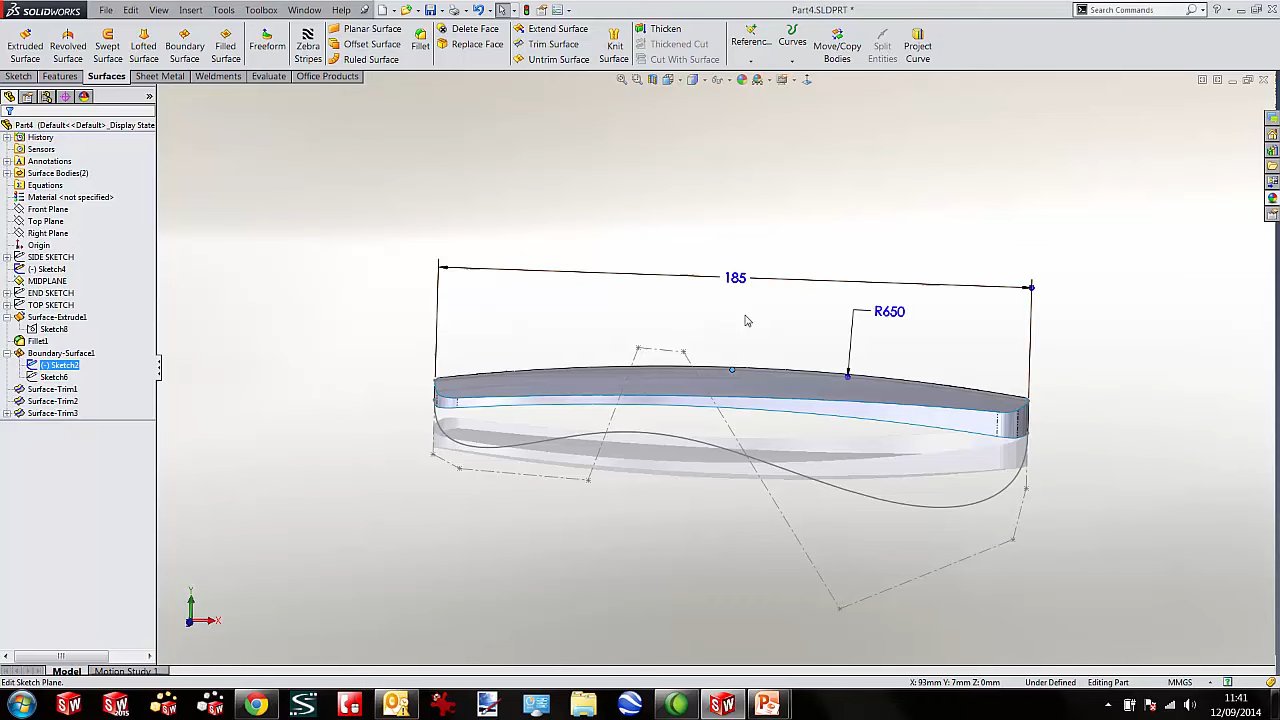 SOLIDWORKS File Edit View Insert Tools Toolbox Window Help Part4.SLDPRT * Search Commands
Extruded Surface
Revolved Surface
Swept Surface
Lofted Surface
Boundary Surface
Filled Surface
Freeform
Zebra Stripes
Planar Surface
Offset Surface
Ruled Surface
Fillet
Delete Face
Replace Face
Extend Surface
Trim Surface
Untrim Surface
Knit Surface
Thicken
Thickened Cut
Cut With Surface
Referenc...
Curves
Move/Copy Bodies
Split Entities
Project Curve
Sketch Features Surfaces Sheet Metal Weldments Evaluate Office Products
Part4 (Default<<Default>_Display State
History
Sensors
Annotations
Surface Bodies(2)
Equations
Material <not specified>
Front Plane
Top Plane
Right Plane
Origin
SIDE SKETCH
(-) Sketch4
MIDPLANE
END SKETCH
TOP SKETCH
Surface-Extrude1
Sketch8
Fillet1
Boundary-Surface1
(-) Sketch2
Sketch6
Surface-Trim1
Surface-Trim2
Surface-Trim3
185
R650
Y
X
Model Motion Study 1
Edit Sketch Plane. X: 93mm Y: 7mm Z: 0mm Under Defined Editing Part MMGS
11:41
12/09/2014